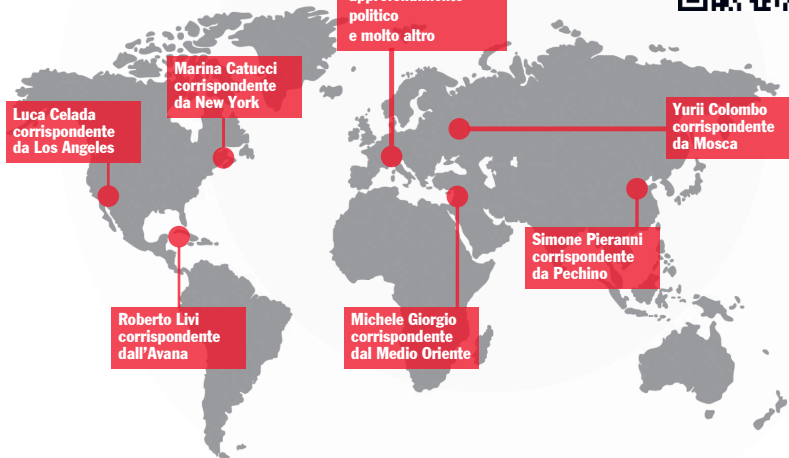 politico
e molto altro
Marina Catucci
corrispondente
da New York
Luca Celada
corrispondente
da Los Angeles
Yurii Colombo
corrispondente
da Mosca
Simone Pieranni
corrispondente
da Pechino
Roberto Livi
corrispondente
dall'Avana
Michele Giorgio
corrispondente
dal Medio Oriente